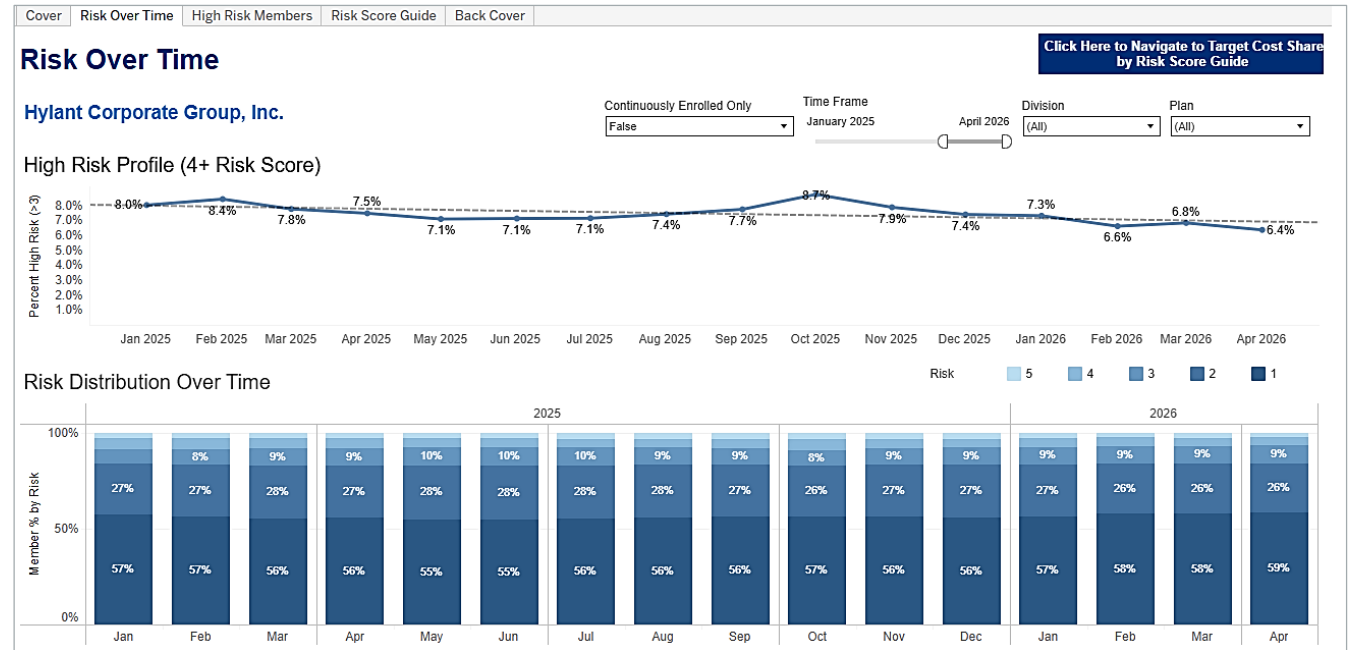 Cover Risk Over Time High Risk Members Risk Score Guide Back Cover
Risk Over Time
Click Here to Navigate to Target Cost Share
by Risk Score Guide
Hylant Corporate Group, Inc.
Continuously Enrolled Only
False
Time Frame
January 2025 April 2026
Division
(All)
Plan
(All)
High Risk Profile (4+ Risk Score)
Percent High Risk (>3)
8.0%
7.0%
6.0%
5.0%
4.0%
3.0%
2.0%
1.0%
8.0% 8.4% 7.8% 7.5% 7.1% 7.1% 7.1% 7.4% 7.7% 8.7% 7.9% 7.4% 7.3% 6.6% 6.8% 6.4%
Jan 2025 Feb 2025 Mar 2025 Apr 2025 May 2025 Jun 2025 Jul 2025 Aug 2025 Sep 2025 Oct 2025 Nov 2025 Dec 2025 Jan 2026 Feb 2026 Mar 2026 Apr 2026
Risk Distribution Over Time
Risk 5 4 3 2 1
2025 2026
Member % by Risk
100%
50%
0%
8% 9% 9% 10% 10% 10% 9% 9% 8% 9% 9% 9% 9% 9% 9%
27% 27% 28% 27% 28% 28% 28% 28% 27% 26% 27% 27% 27% 26% 26% 26%
57% 57% 56% 56% 55% 55% 56% 56% 56% 57% 56% 56% 57% 58% 58% 59%
Jan Feb Mar Apr May Jun Jul Aug Sep Oct Nov Dec Jan Feb Mar Apr